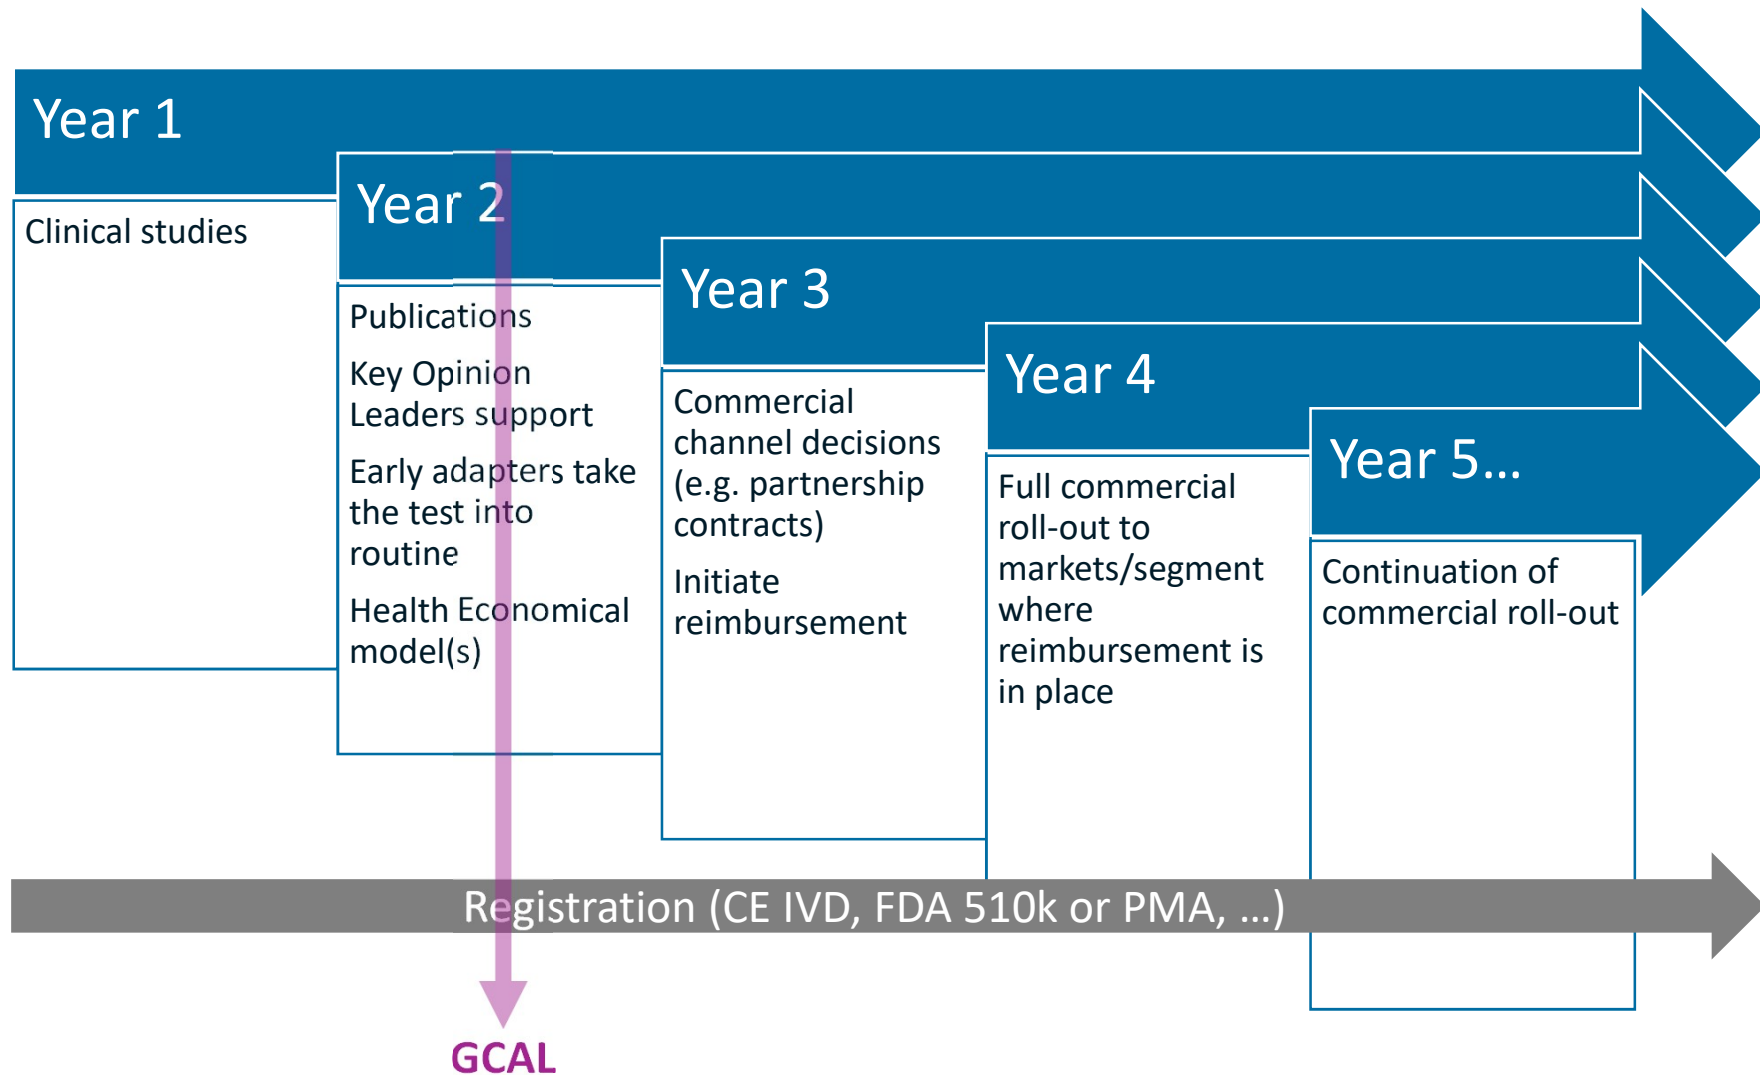 Year 1
Clinical studies
Year 2
Publications
Key Opinion
Leaders support
Early adapters take
the test into
routine
Health Economical
model(s)
Year 3
Commercial
channel decisions
(e.g. partnership
contracts)
Initiate
reimbursement
Year 4
Full commercial
roll-out to
markets/segment
where
reimbursement is
in place
Year 5...
Continuation of
commercial roll-out
Registration (CE IVD, FDA 510k or PMA, ...)
GCAL